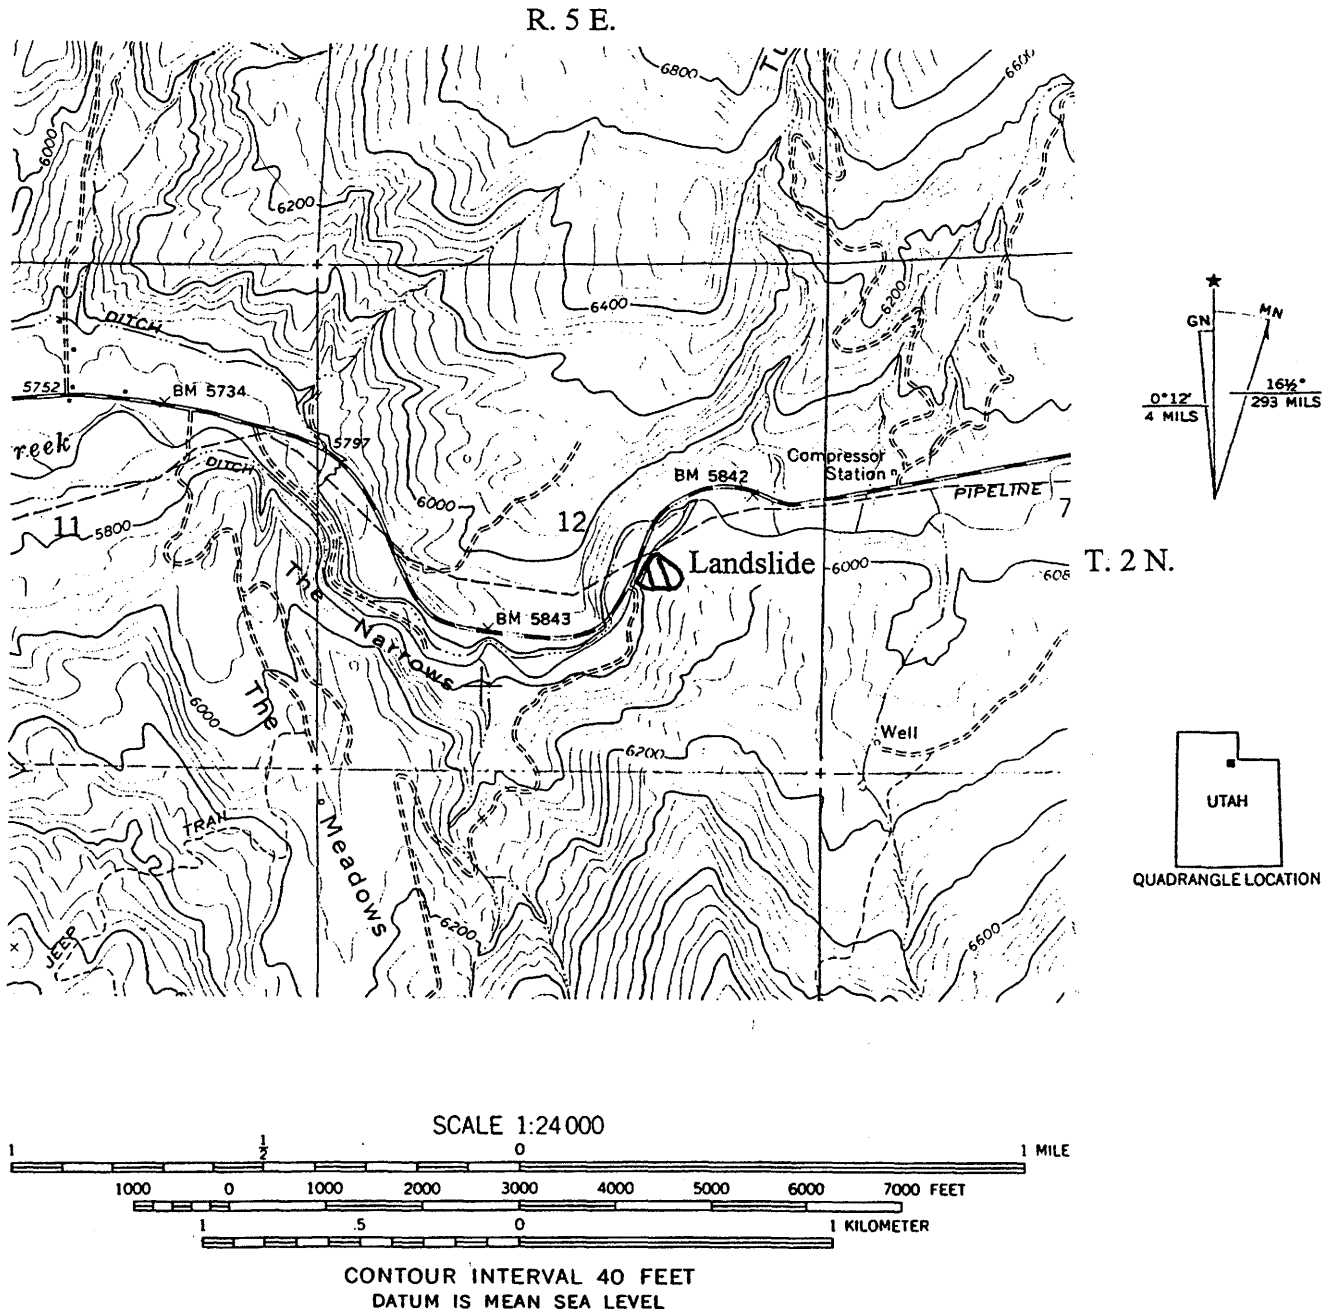 R. 5 E.
6800
T
6600
6000
6200
6400
6200
DITCH
5752
BM 5734
reek
DITCH
5797
6000
BM 5842
Compressor
Station
PIPELINE
11
5800
12
7
Landslide
6000
T. 2 N.
The Narrows
BM 5843
6000
The Meadows
Well
6200
TRAIL
JEEP
6200
6600
GN
MN
0°12'
4 MILS
16½°
293 MILS
UTAH
QUADRANGLE LOCATION
SCALE 1:24 000
1 ½ 0 1 MILE
1000 0 1000 2000 3000 4000 5000 6000 7000 FEET
1 .5 0 1 KILOMETER
CONTOUR INTERVAL 40 FEET
DATUM IS MEAN SEA LEVEL